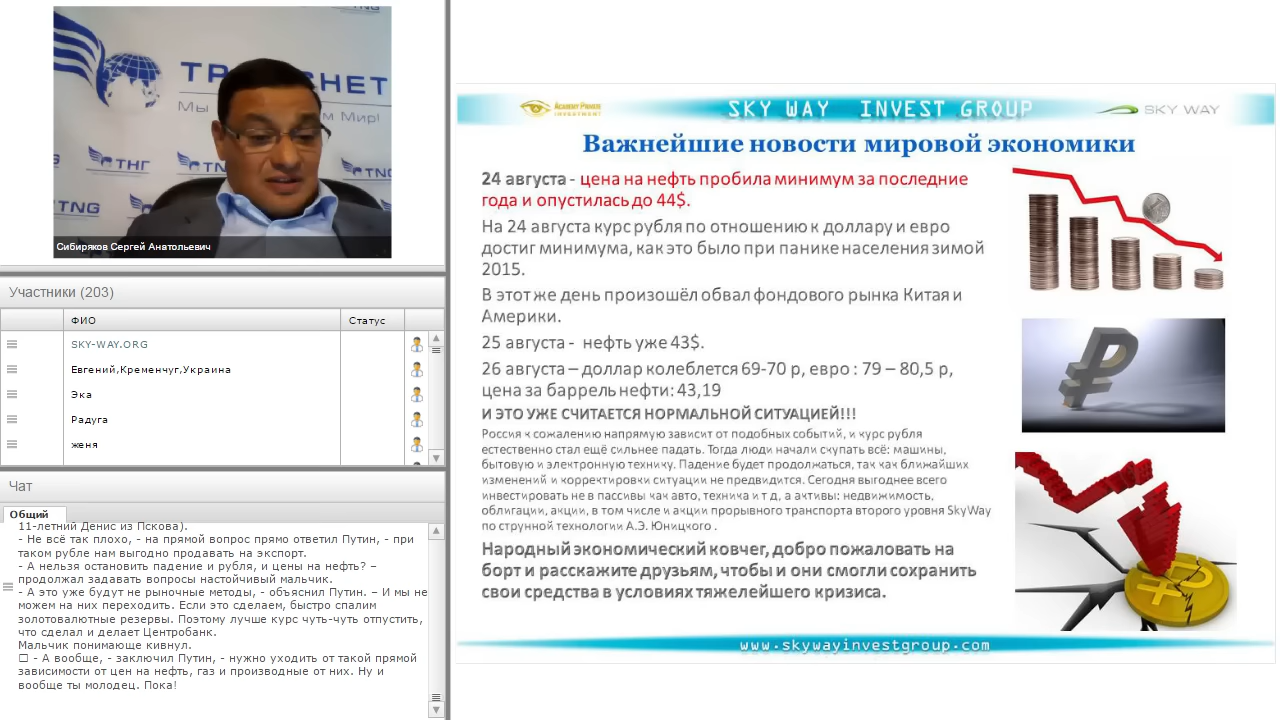 TNG
TNG
ТРАНСНЕТ
Мы
м Мир!
ТНГ
TNG
TNG
TNG
Сибиряков Сергей Анатольевич
Участники (203)
ФИО
Статус
SKY-WAY.ORG
Евгений,Кременчуг,Украина
Эка
Радуга
женя
Чат
Общий
11-летний Денис из Пскова).
- Не всё так плохо, - на прямой вопрос прямо ответил Путин, - при
таком рубле нам выгодно продавать на экспорт.
- А нельзя остановить падение и рубля, и цены на нефть? –
продолжал задавать вопросы настойчивый мальчик.
- А это уже будут не рыночные методы, - объяснил Путин. – И мы не
можем на них переходить. Если это сделаем, быстро спалим
золотовалютные резервы. Поэтому лучше курс чуть-чуть отпустить,
что сделал и делает Центробанк.
Мальчик понимающе кивнул.
□ - А вообще, - заключил Путин, - нужно уходить от такой прямой
зависимости от цен на нефть, газ и производные от них. Ну и
вообще ты молодец. Пока!
ACADEMY PRIVATE
INVESTMENT
SKY WAY INVEST GROUP
SKY WAY
Важнейшие новости мировой экономики
24 августа - цена на нефть пробила минимум за последние
года и опустилась до 44$.
На 24 августа курс рубля по отношению к доллару и евро
достиг минимума, как это было при панике населения зимой
2015.
В этот же день произошёл обвал фондового рынка Китая и
Америки.
25 августа - нефть уже 43$.
26 августа – доллар колеблется 69-70 р, евро : 79 – 80,5 р,
цена за баррель нефти: 43,19
И ЭТО УЖЕ СЧИТАЕТСЯ НОРМАЛЬНОЙ СИТУАЦИЕЙ!!!
Россия к сожалению напрямую зависит от подобных событий, и курс рубля
естественно стал ещё сильнее падать. Тогда люди начали скупать всё: машины,
бытовую и электронную технику. Падение будет продолжаться, так как ближайших
изменений и корректировки ситуации не предвидится. Сегодня выгоднее всего
инвестировать не в пассивы как авто, техника и т д, а активы: недвижимость,
облигации, акции, в том числе и акции прорывного транспорта второго уровня SkyWay
по струнной технологии А.Э. Юницкого .
Народный экономический ковчег, добро пожаловать на
борт и расскажите друзьям, чтобы и они смогли сохранить
свои средства в условиях тяжелейшего кризиса.
www.skywayinvestgroup.com